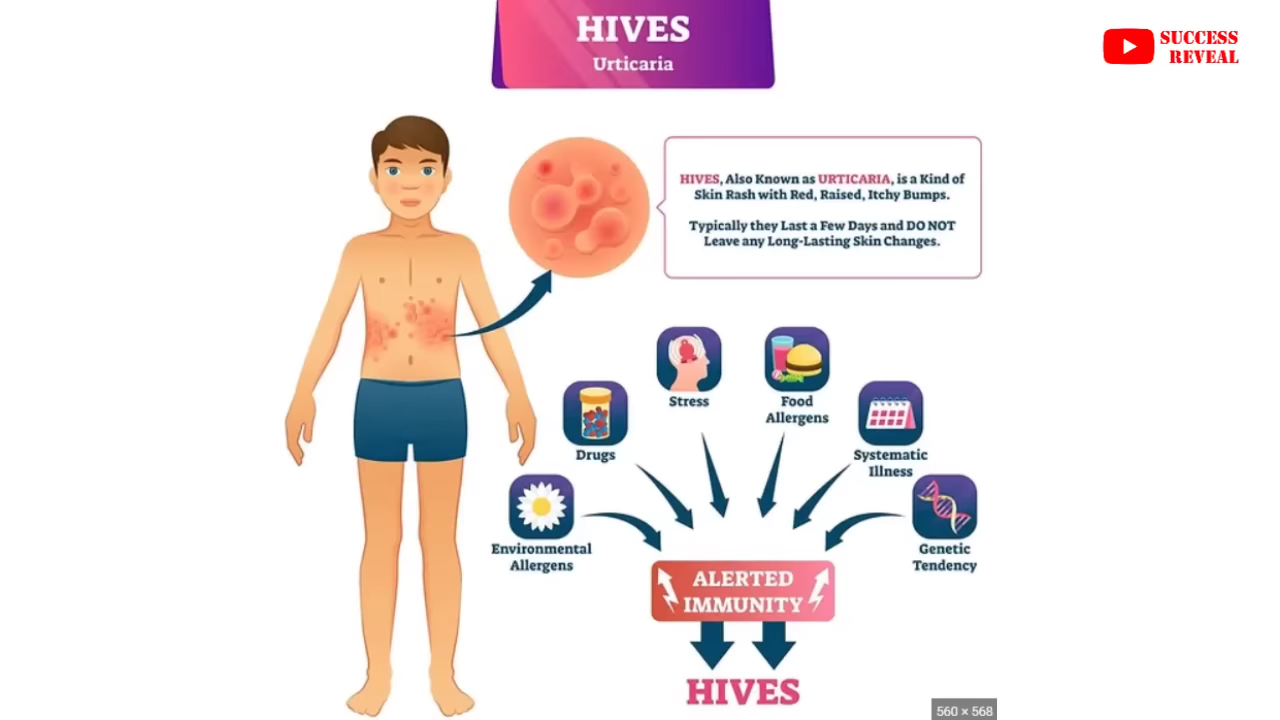 HIVES
Urticaria
SUCCESS
REVEAL
HIVES, Also Known as URTICARIA, is a Kind of
Skin Rash with Red, Raised, Itchy Bumps.
Typically they Last a Few Days and DO NOT
Leave any Long-Lasting Skin Changes.
Stress
Food
Allergens
Drugs
Systematic
Illness
Environmental
Allergens
Genetic
Tendency
ALERTED
IMMUNITY
HIVES
560 × 568